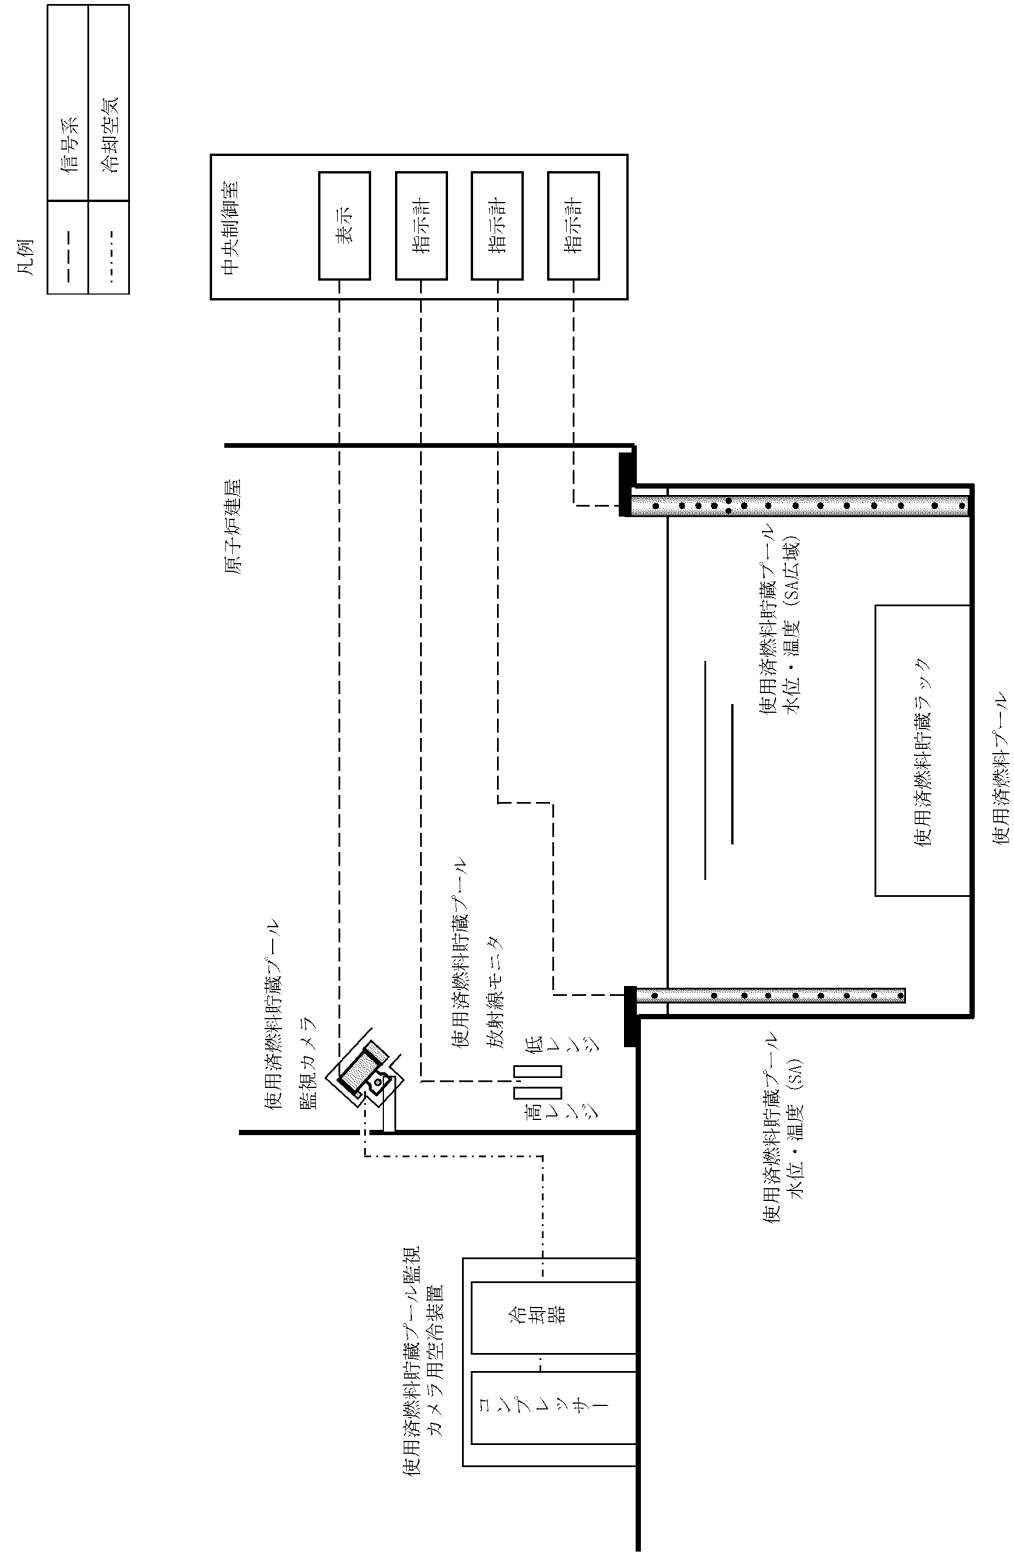 凡例
信号系
冷却空気
中央制御室
表示
指示計
指示計
指示計
原子炉建屋
使用済燃料貯蔵プール
監視カメラ
使用済燃料貯蔵プール
放射線モニタ
高レンジ
低レンジ
使用済燃料貯蔵プール監視
カメラ用空冷装置
コンプレッサー
冷却器
使用済燃料貯蔵プール
水位・温度（SA）
使用済燃料貯蔵プール
水位・温度（SA広域）
使用済燃料貯蔵ラック
使用済燃料プール